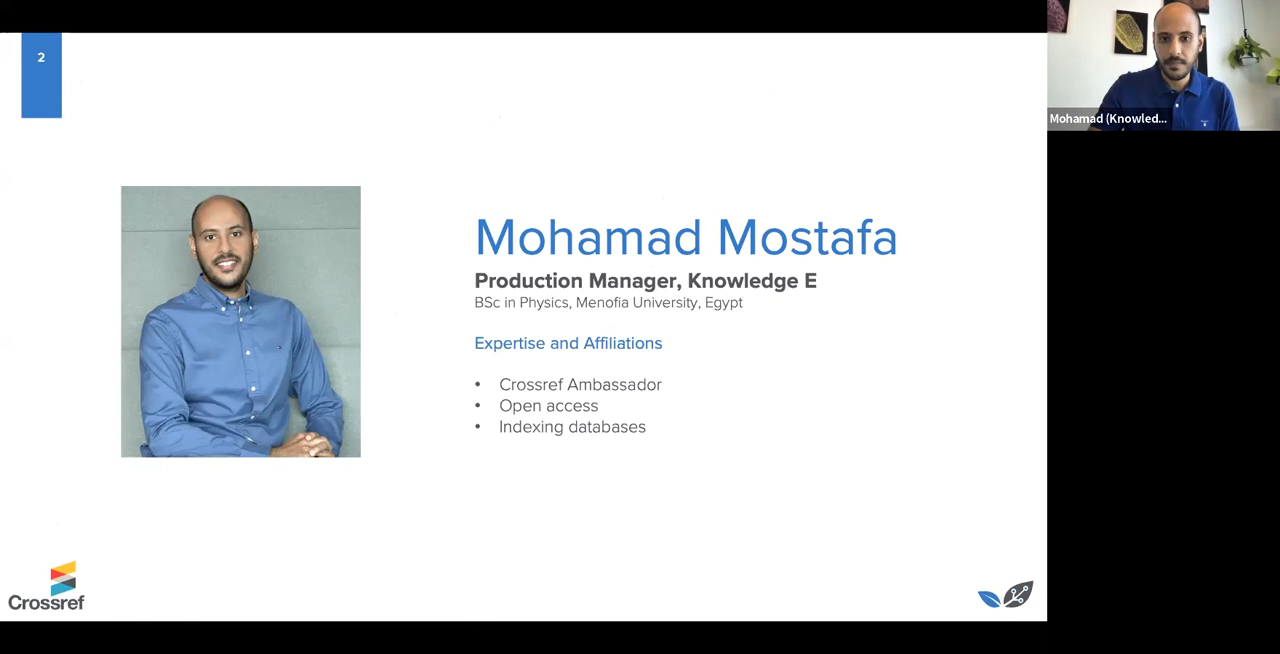 2
Mohamad (Knowled...
Mohamad Mostafa
Production Manager, Knowledge E
BSc in Physics, Menofia University, Egypt
Expertise and Affiliations
• Crossref Ambassador
• Open access
• Indexing databases
Crossref